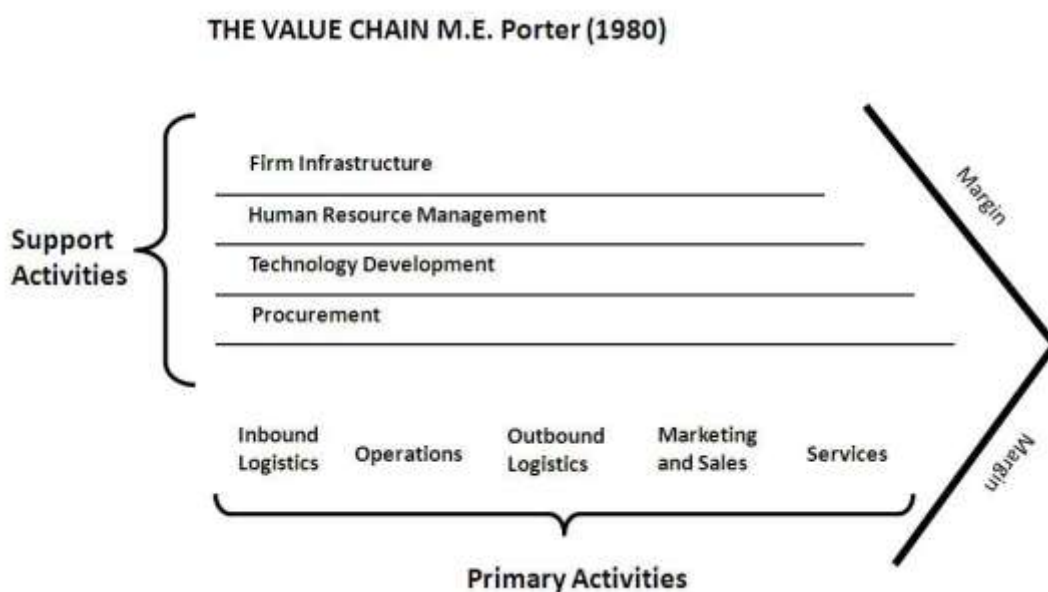 THE VALUE CHAIN M.E. Porter (1980)
Firm Infrastructure
Human Resource Management
Technology Development
Procurement
Support
Activities
Margin
Inbound
Logistics
Operations
Outbound
Logistics
Marketing
and Sales
Services
Margin
Primary Activities